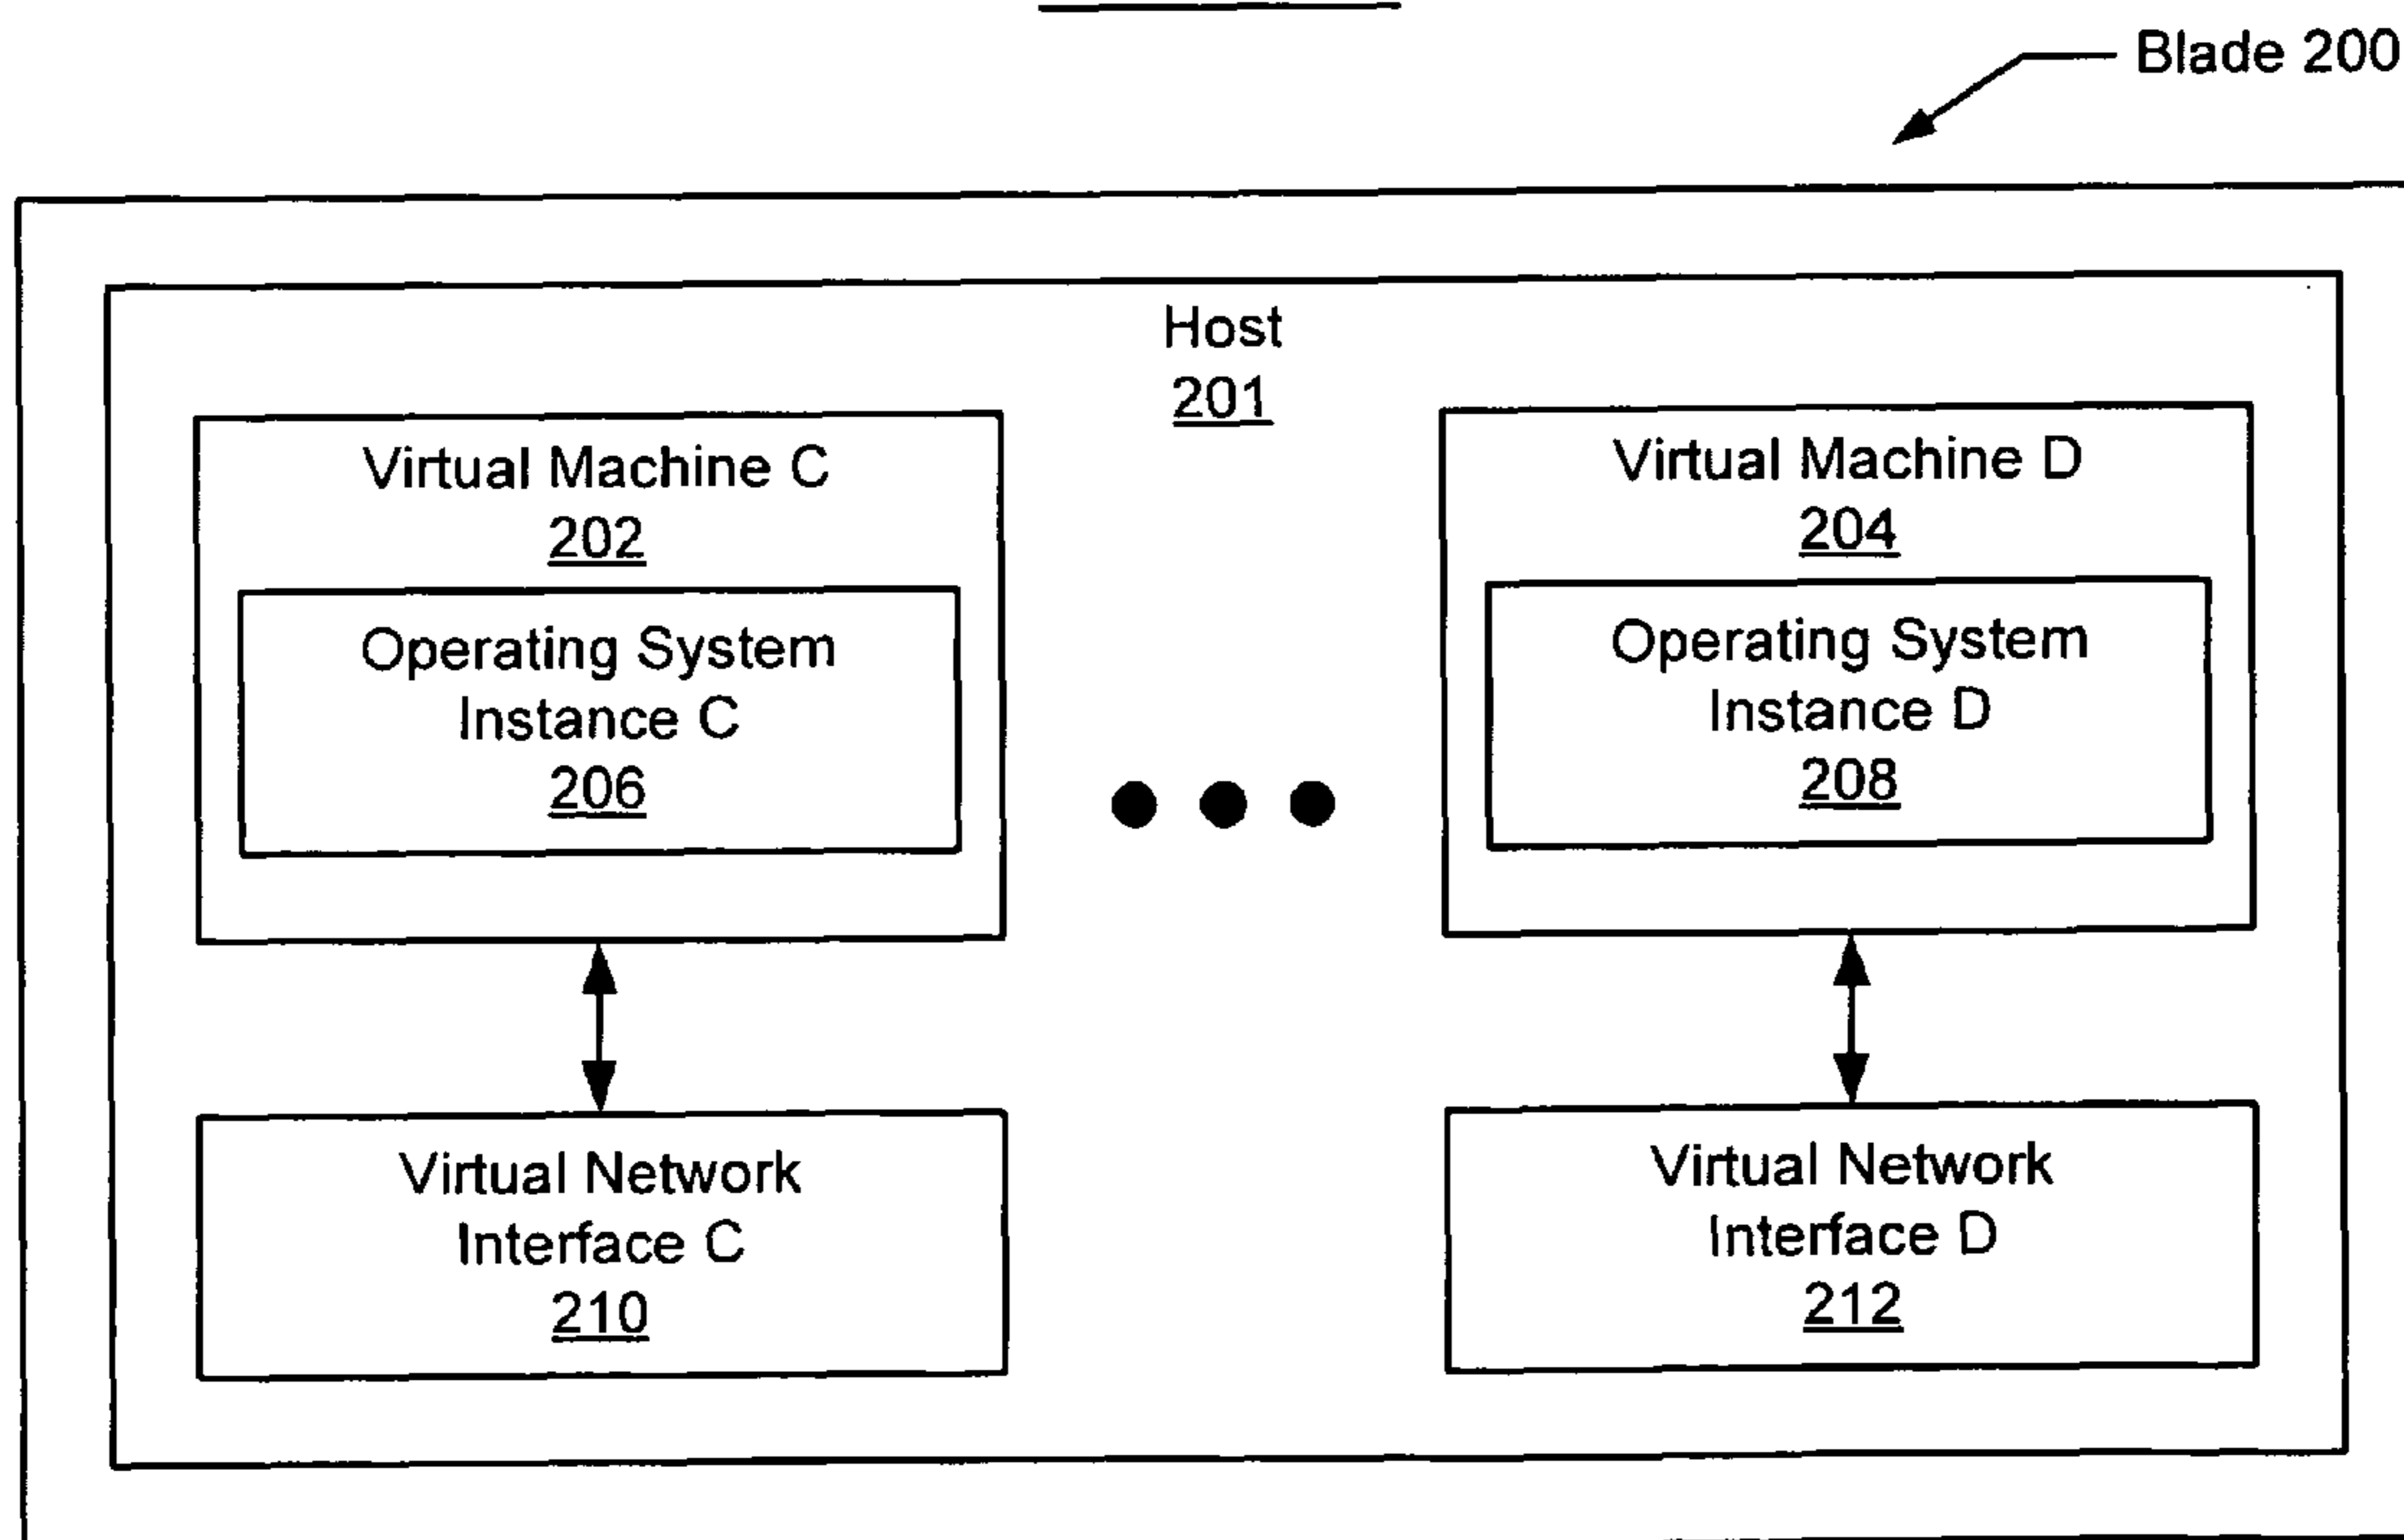 Blade 200
Host
201
Virtual Machine C
202
Operating System
Instance C
206
Virtual Machine D
204
Operating System
Instance D
208
Virtual Network
Interface C
210
Virtual Network
Interface D
212